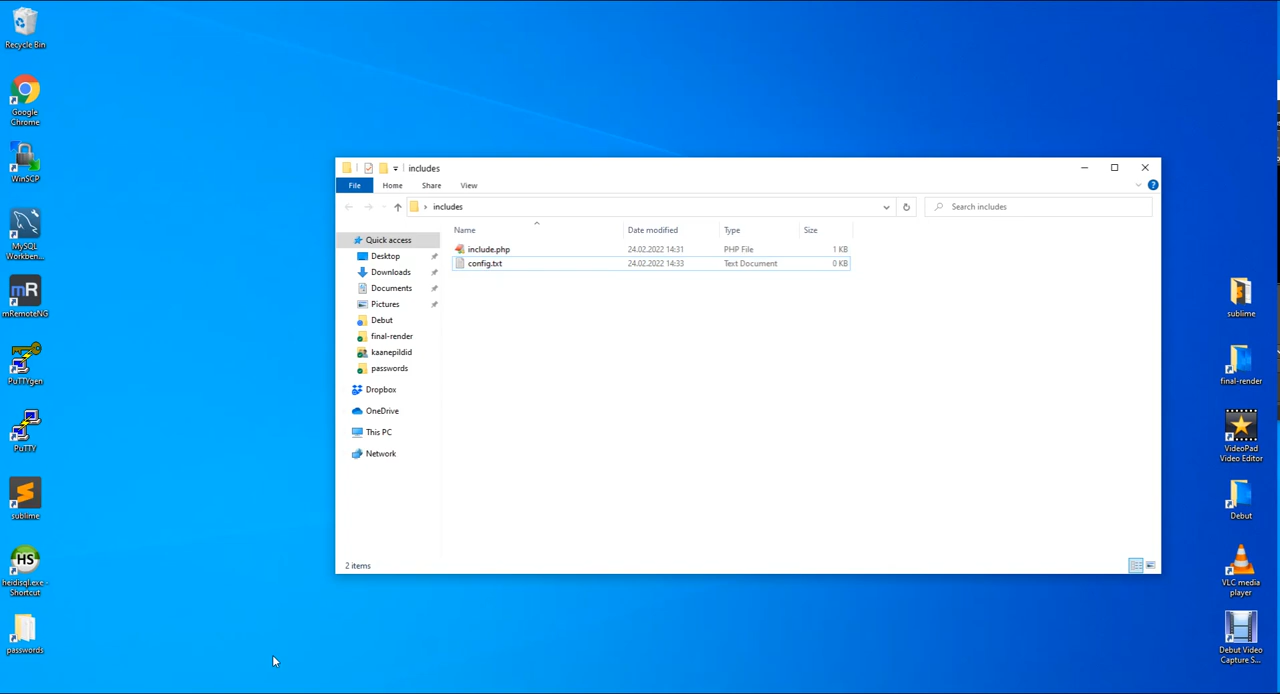 Recycle Bin
Google
Chrome
WinSCP
MySQL
Workben...
mRemoteNG
PuTTYgen
PuTTY
sublime
heidisql.exe -
Shortcut
passwords
includes
File
Home
Share
View
includes
Search includes
Name
Date modified
Type
Size
include.php
24.02.2022 14:31
PHP File
1 KB
config.txt
24.02.2022 14:33
Text Document
0 KB
Quick access
Desktop
Downloads
Documents
Pictures
Debut
final-render
kaanepildid
passwords
Dropbox
OneDrive
This PC
Network
2 items
sublime
final-render
VideoPad
Video Editor
Debut
VLC media
player
Debut Video
Capture S...